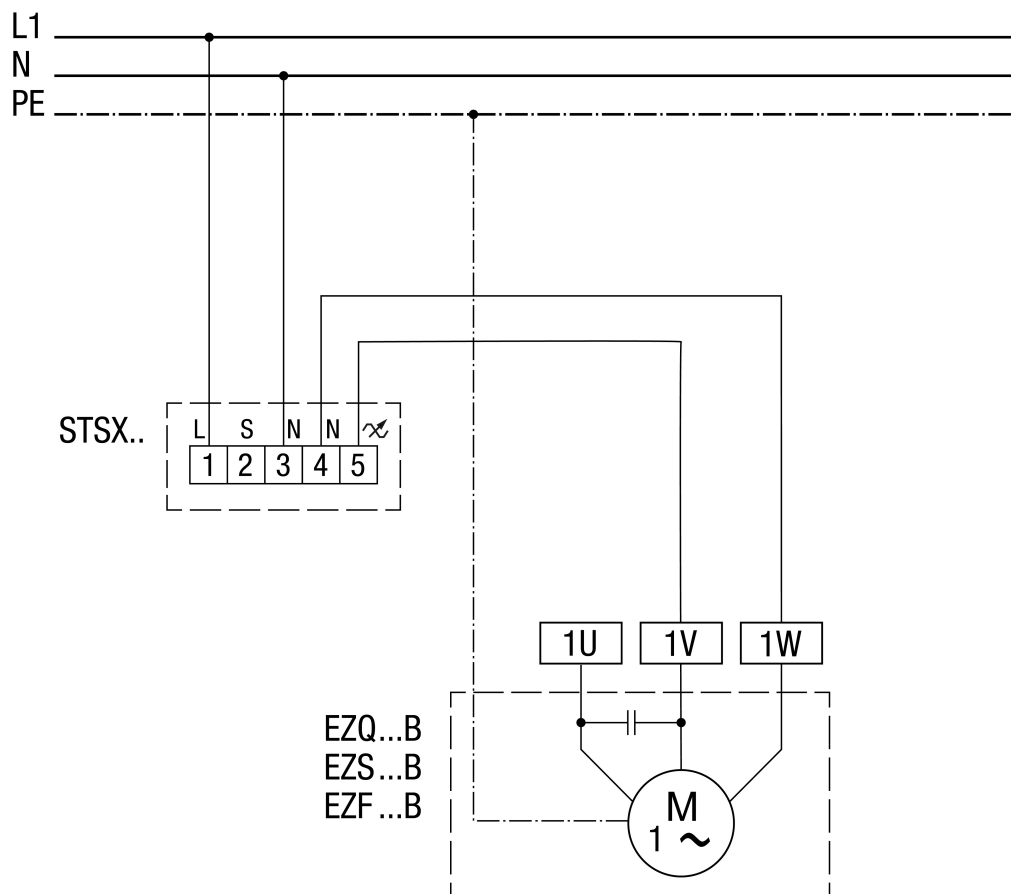 L1
N
PE
STSX.. L S N N
1 2 3 4 5
1U 1V 1W
EZQ...B
EZS...B
EZF...B
M
1 ~